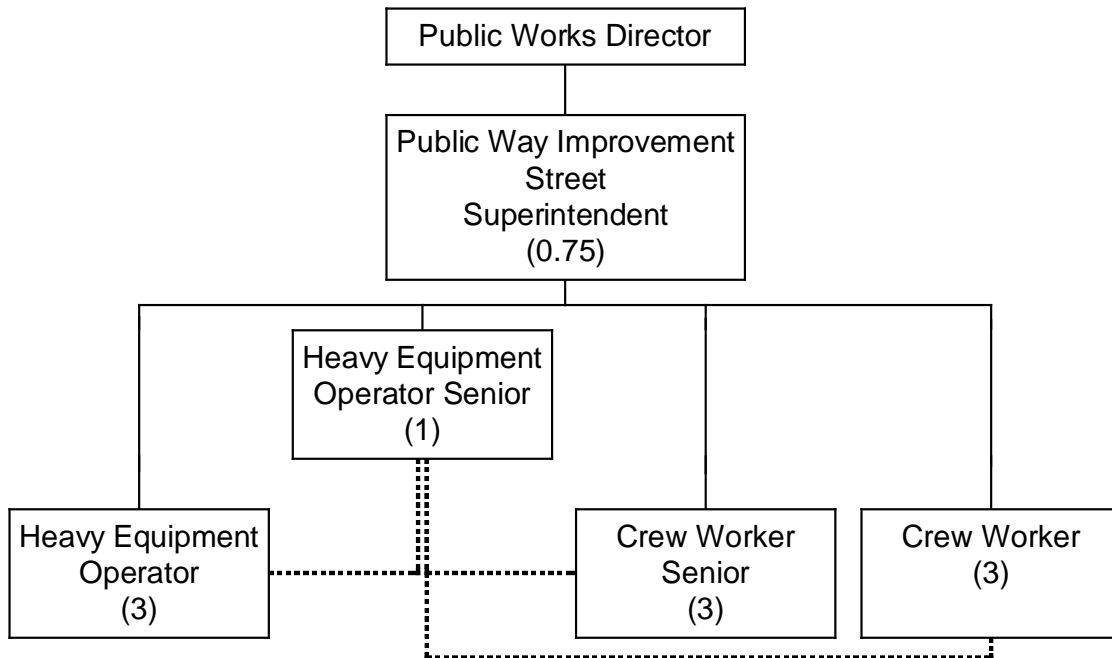 Public Works Director
Public Way Improvement
Street
Superintendent
(0.75)
Heavy Equipment
Operator Senior
(1)
Heavy Equipment
Operator
(3)
Crew Worker
Senior
(3)
Crew Worker
(3)